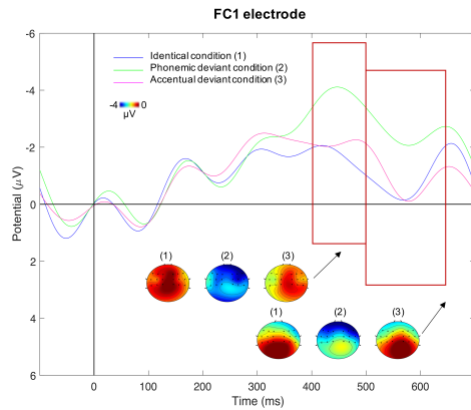 FC1 electrode
Identical condition (1)
Phonemic deviant condition (2)
Accentual deviant condition (3)
-4 0
µV
Potential (µV)
-6
-4
-2
0
2
4
6
(1) (2) (3)
(1) (2) (3)
0 100 200 300 400 500 600
Time (ms)